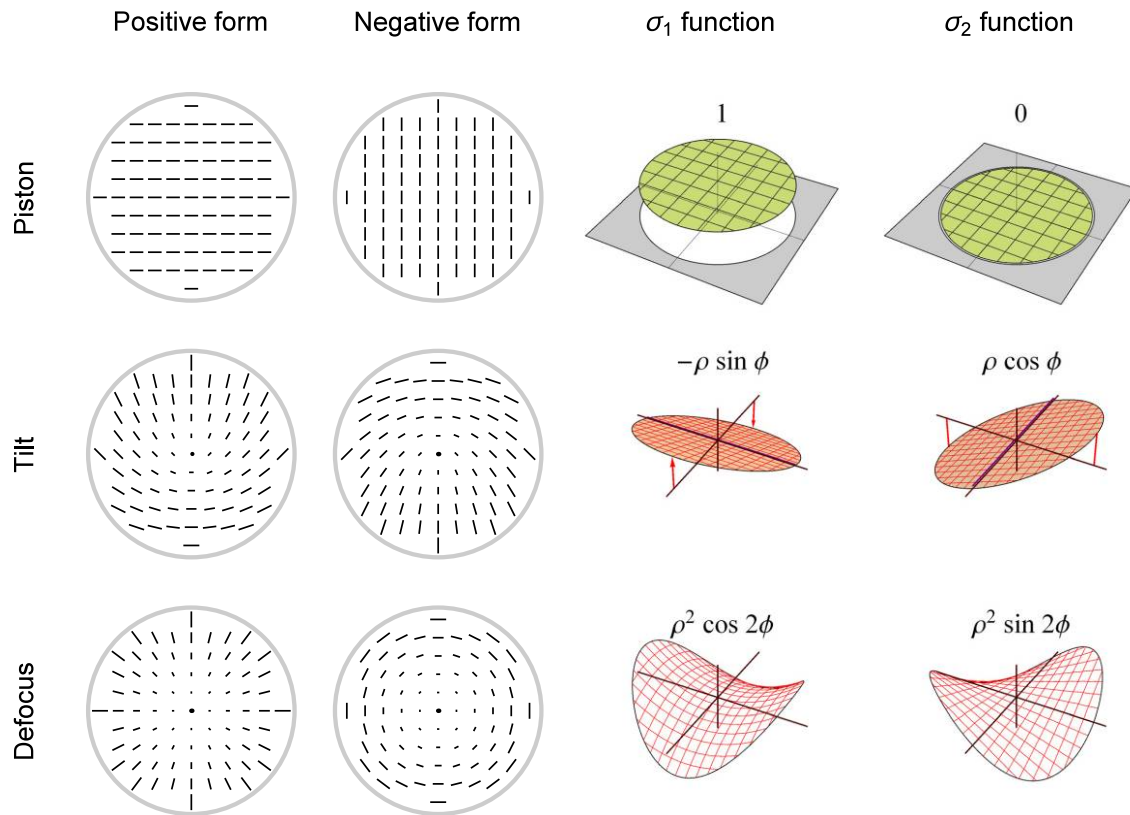 Positive form Negative form σ₁ function σ₂ function
Piston
1 0
Tilt
−ρ sin ϕ ρ cos ϕ
Defocus
ρ² cos 2ϕ ρ² sin 2ϕ